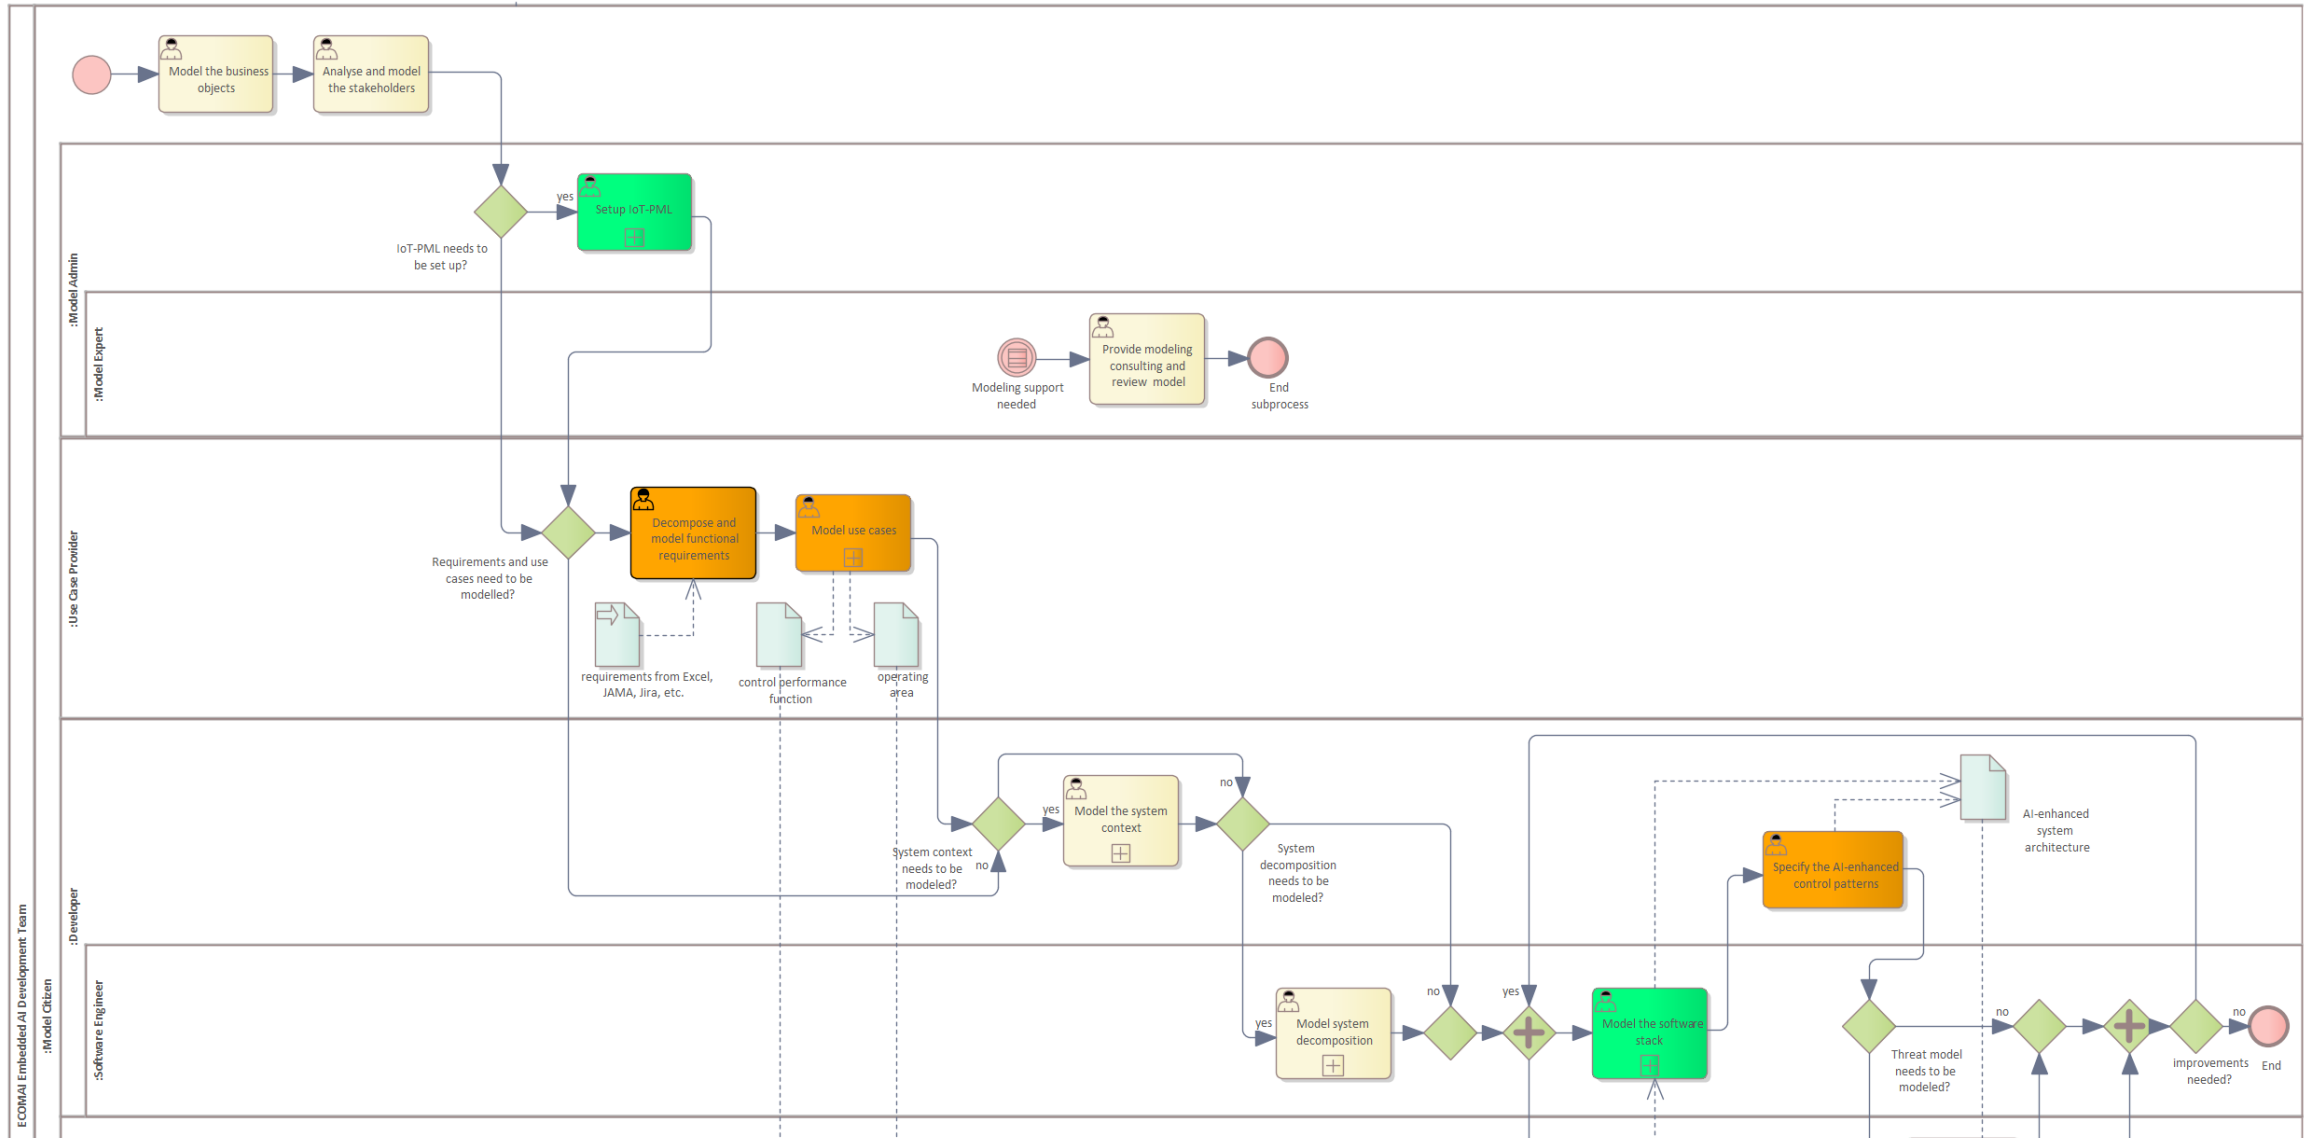 Model the business
objects
Analyse and model
the stakeholders
yes
Setup IoT-PML
IoT-PML needs to
be set up?
:Model Admin
:Model Expert
Modeling support
needed
Provide modeling
consulting and
review model
End
subprocess
:Use Case Provider
Requirements and use
cases need to be
modelled?
Decompose and
model functional
requirements
Model use cases
requirements from Excel,
JAMA, Jira, etc.
control performance
function
operating
area
:Developer
System context
needs to be
modeled?
no
yes
Model the system
context
no
System
decomposition
needs to be
modeled?
AI-enhanced
system
architecture
Specify the AI-enhanced
control patterns
ECOMAI Embedded AI Development Team
:Model Citizen
:Software Engineer
yes
Model system
decomposition
no
yes
Model the software
stack
Threat model
needs to be
modeled?
no
improvements
needed?
no
End